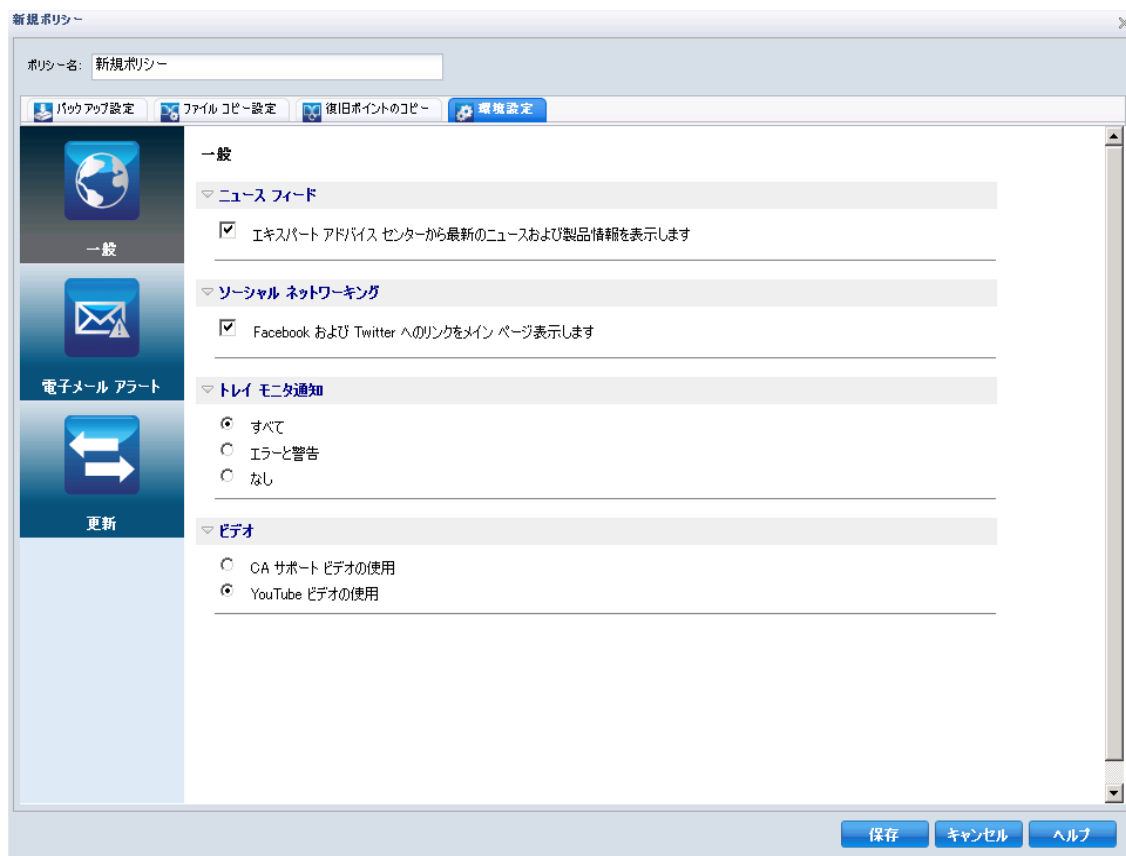 新規ポリシー
ポリシー名: 新規ポリシー
バックアップ設定 ファイル コピー設定 復旧ポイントのコピー 環境設定
一般
電子メール アラート
更新
一般
ニュース フィード
エキスパート アドバイス センターから最新のニュースおよび製品情報を表示します
ソーシャル ネットワーキング
Facebook および Twitter へのリンクをメイン ページ表示します
トレイ モニタ通知
すべて
エラーと警告
なし
ビデオ
CA サポート ビデオの使用
YouTube ビデオの使用
保存 キャンセル ヘルプ